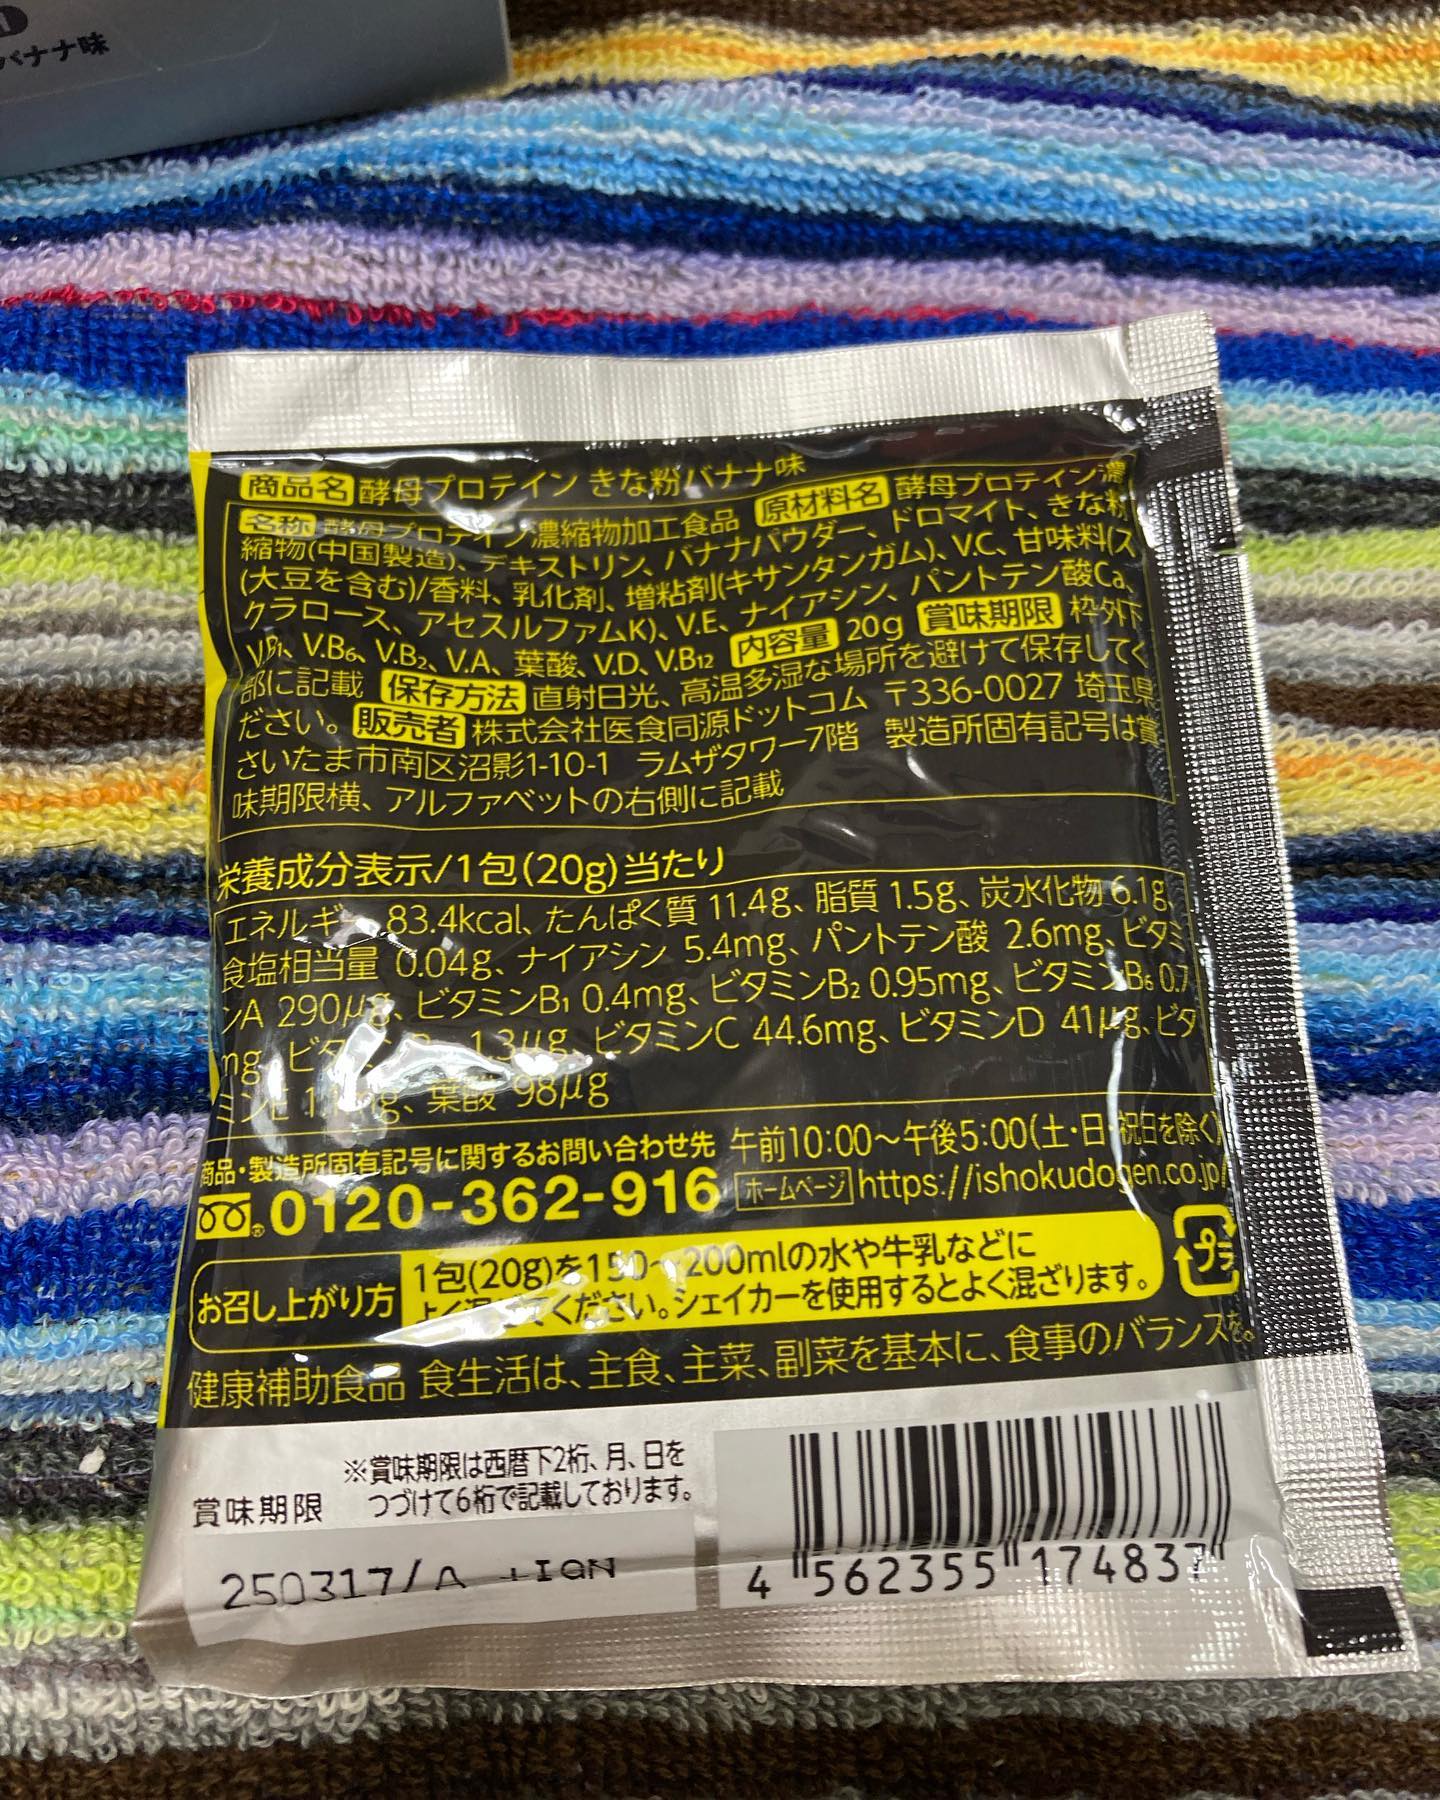 バナナ味
商品名 酵母プロテイン きな粉バナナ味
名称 酵母プロテイン濃縮物加工食品 原材料名 酵母プロテイン濃
縮物(中国製造)、デキストリン、バナナパウダー、ドロマイト、きな粉
(大豆を含む)/香料、乳化剤、増粘剤(キサンタンガム)、V.C、甘味料(ス
クラロース、アセスルファムK)、V.E、ナイアシン、パントテン酸Ca、
V.B₁、V.B₆、V.B₂、V.A、葉酸、V.D、V.B₁₂ 内容量 20g 賞味期限 枠外下
部に記載 保存方法 直射日光、高温多湿な場所を避けて保存してく
ださい。 販売者 株式会社医食同源ドットコム 〒336-0027 埼玉県
さいたま市南区沼影1-10-1 ラムザタワー7階 製造所固有記号は賞
味期限横、アルファベットの右側に記載
栄養成分表示/1包(20g)当たり
エネルギー 83.4kcal、たんぱく質 11.4g、脂質 1.5g、炭水化物 6.1g、
食塩相当量 0.04g、ナイアシン 5.4mg、パントテン酸 2.6mg、ビタミ
ンA 290μg、ビタミンB₁ 0.4mg、ビタミンB₂ 0.95mg、ビタミンB₆ 0.7
mg、 1.3μg、ビタミンC 44.6mg、ビタミンD 41μg、ビタ
ミンE 葉酸 98μg
商品・製造所固有記号に関するお問い合わせ先 午前10:00～午後5:00(土・日・祝日を除く)
0120-362-916 ホームページ https://ishokudogen.co.jp/
お召し上がり方 1包(20g)を150～200mlの水や牛乳などに
よく混ぜてください。シェイカーを使用するとよく混ざります。
プラ
健康補助食品 食生活は、主食、主菜、副菜を基本に、食事のバランスを。
※賞味期限は西暦下2桁、月、日を
賞味期限 つづけて6桁で記載しております。
250317/A
4 562355 174837